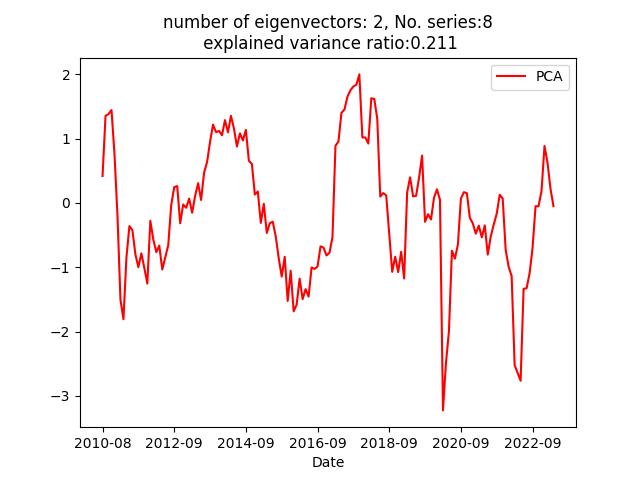 number of eigenvectors: 2, No. series:8
explained variance ratio:0.211
PCA
2
1
0
−1
−2
−3
2010-08 2012-09 2014-09 2016-09 2018-09 2020-09 2022-09
Date